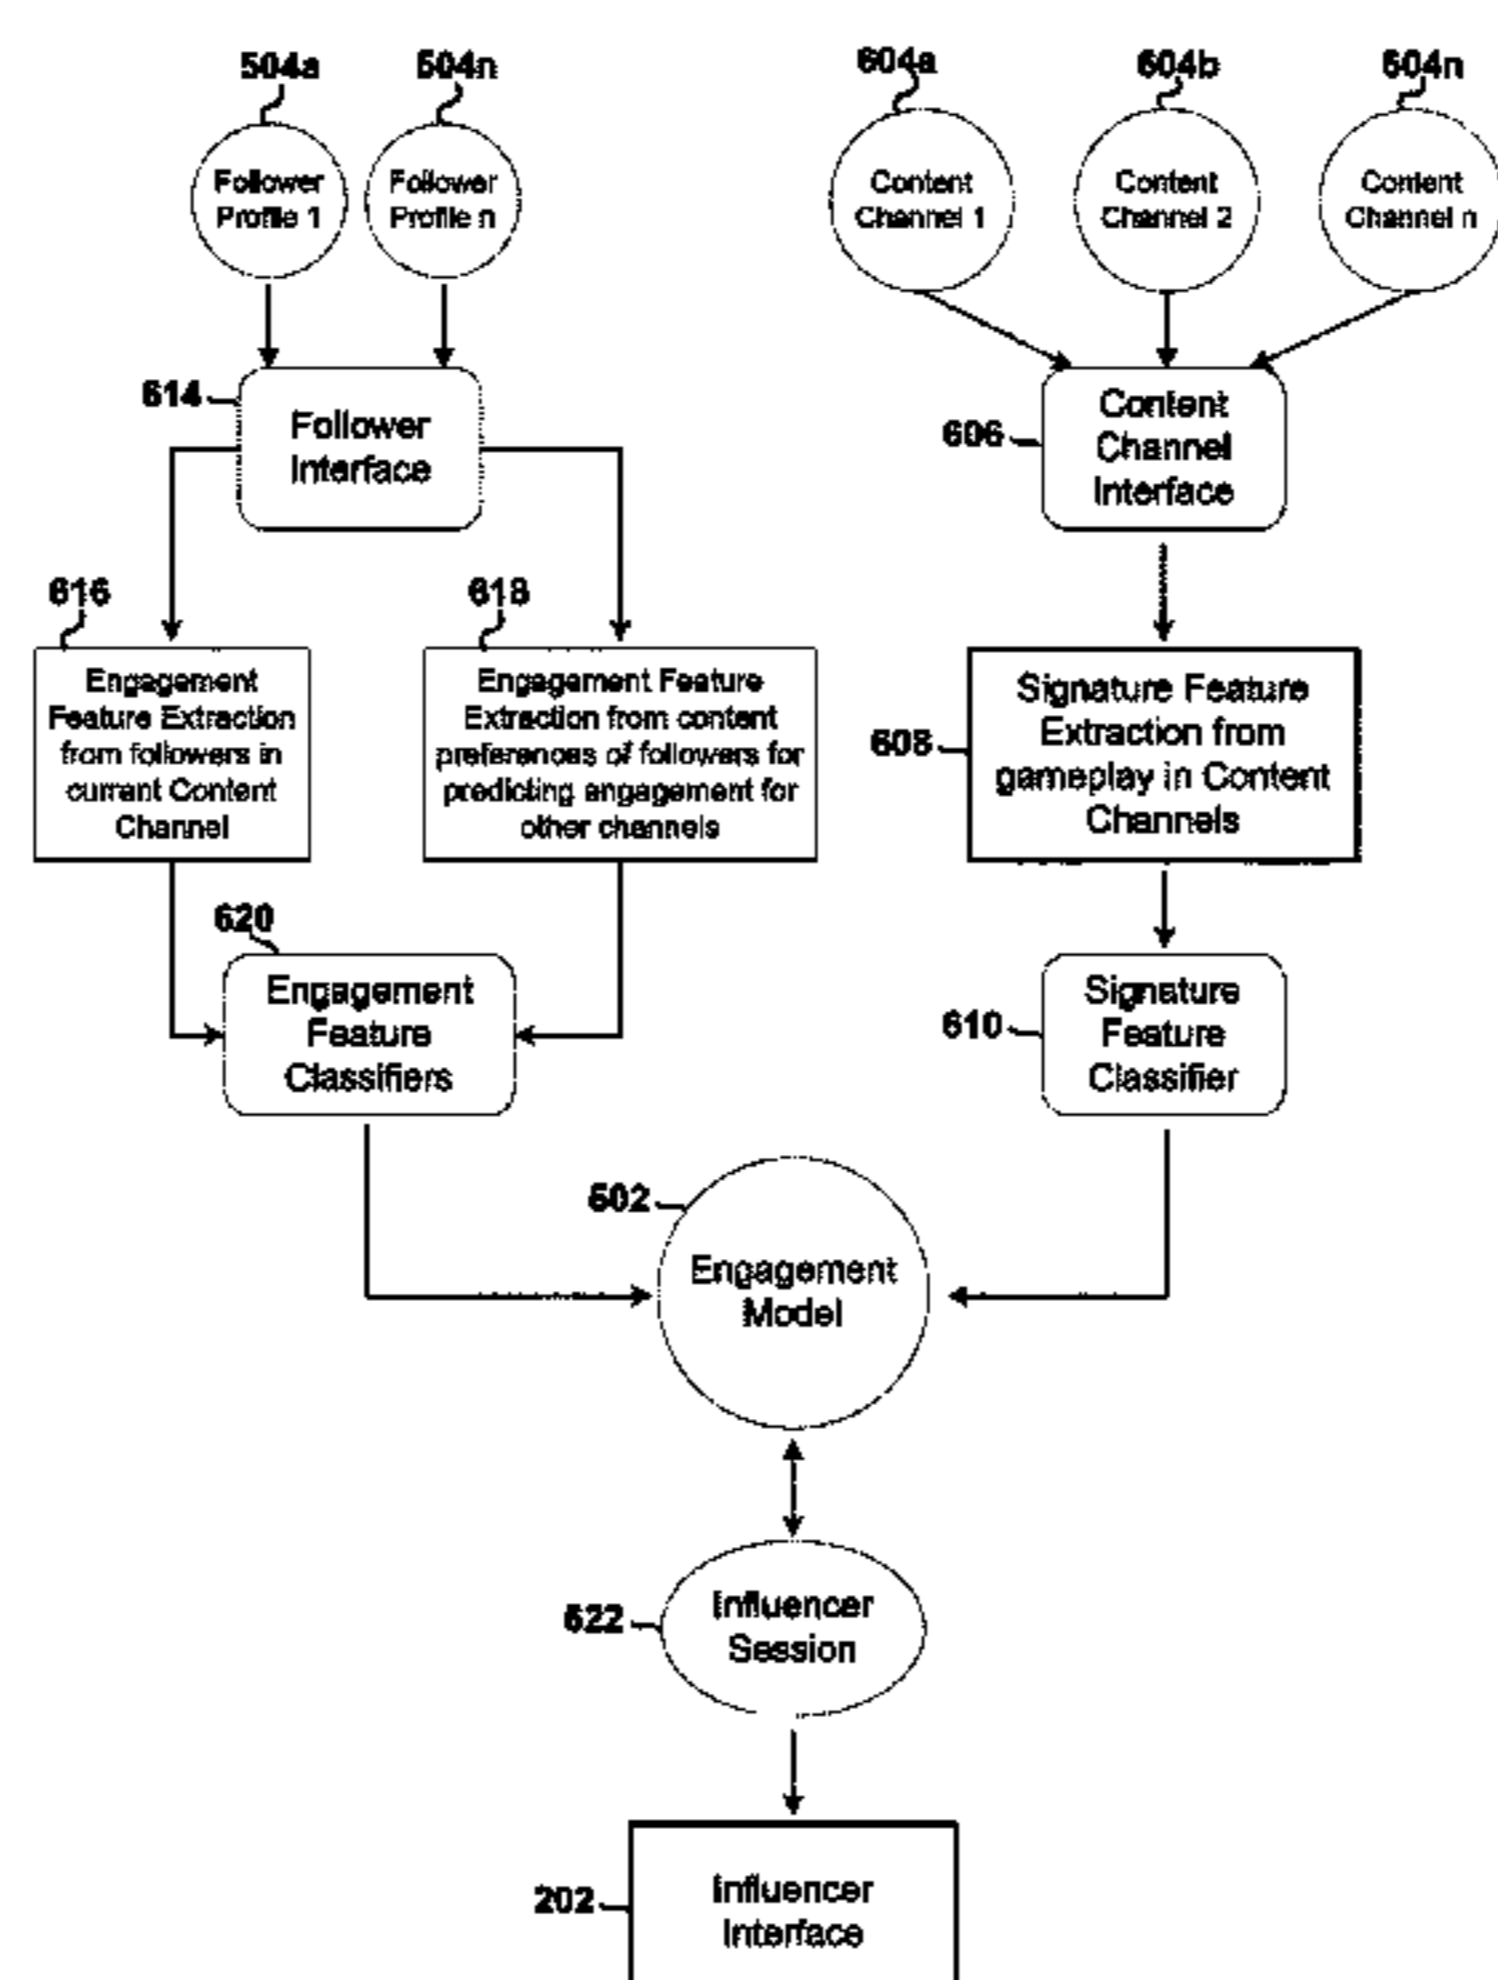 504a
504n
604a
604b
604n
Follower
Profile 1
Follower
Profile n
Content
Channel 1
Content
Channel 2
Content
Channel n
614
Follower
Interface
606
Content
Channel
Interface
616
618
Engagement
Feature Extraction
from followers in
current Content
Channel
Engagement Feature
Extraction from content
preferences of followers for
predicting engagement for
other channels
608
Signature Feature
Extraction from
gameplay in Content
Channels
620
Engagement
Feature
Classifiers
610
Signature
Feature
Classifier
502
Engagement
Model
522
Influencer
Session
202
Influencer
Interface